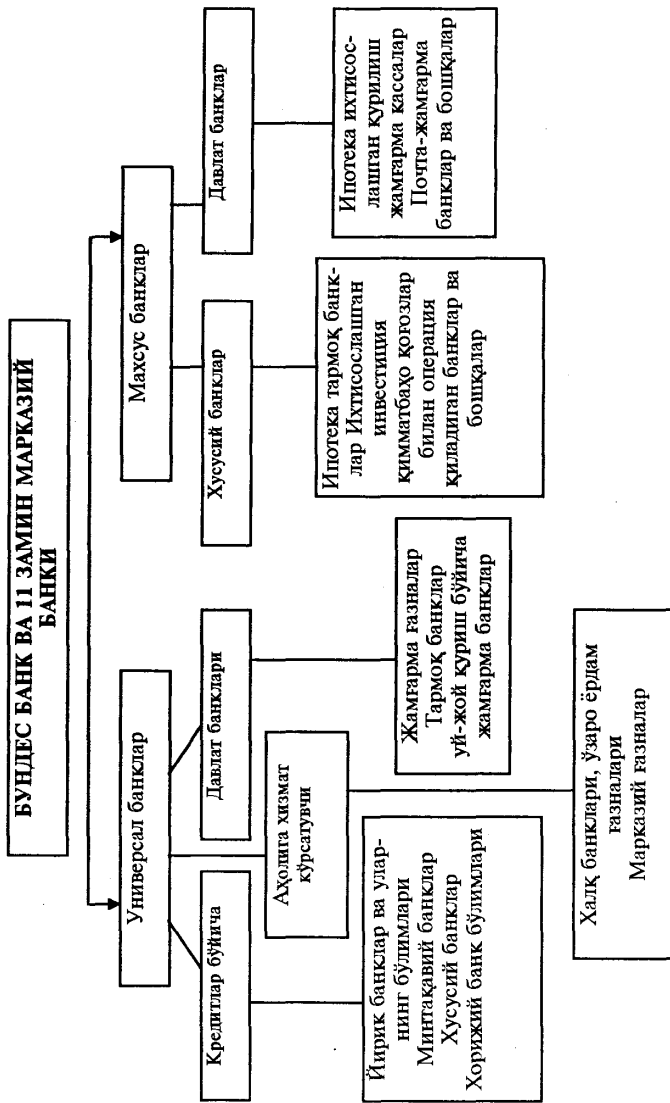 БУНДЕС БАНК ВА 11 ЗАМИН МАРКАЗИЙ
БАНКИ
Универсал банклар
Махсус банклар
Кредитлар бўйича
Аҳолига хизмат
кўрсатувчи
Давлат банклари
Хусусий банклар
Давлат банклар
Йирик банклар ва улар-
нинг бўлимлари
Минтақавий банклар
Хусусий банклар
Хорижий банк бўлимлари
Халқ банклари, ўзаро ёрдам
ғазналари
Марказий ғазналар
Жамғарма ғазналар
Тармоқ банклар
уй-жой қуриш бўйича
жамғарма банклар
Ипотека тармоқ банк-
лар Ихтисослашган
инвестиция
қимматбаҳо қоғозлар
билан операция
қиладиган банклар ва
бошқалар
Ипотека ихтисос-
лашган қурилиш
жамғарма кассалар
Почта-жамғарма
банклар ва бошқалар